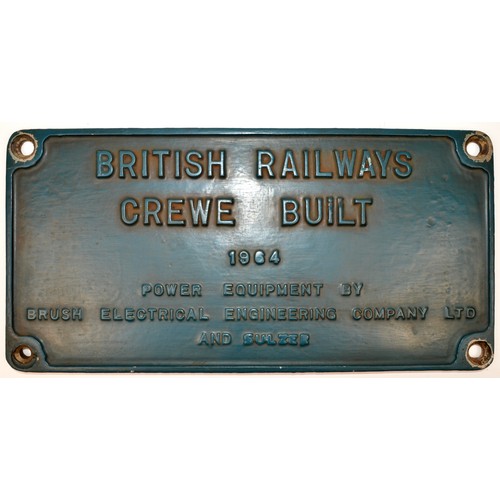 BRITISH RAILWAYS
CREWE BUILT
1964
POWER EQUIPMENT BY
BRUSH ELECTRICAL ENGINEERING COMPANY LTD
AND SULZER